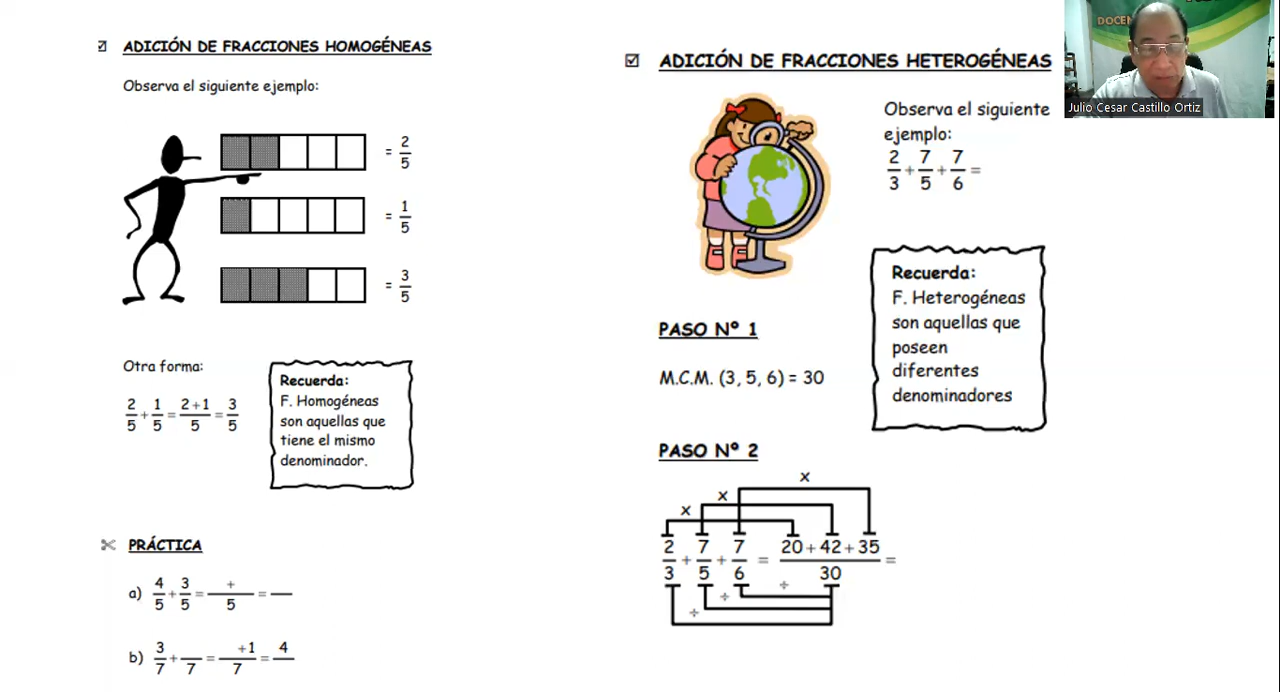 ADICIÓN DE FRACCIONES HOMOGÉNEAS
Observa el siguiente ejemplo:
= 2/5
= 1/5
= 3/5
Otra forma:
2/5 + 1/5 = 2+1/5 = 3/5
Recuerda:
F. Homogéneas
son aquellas que
tiene el mismo
denominador.
PRÁCTICA
a) 4/5 + 3/5 = +/5 = —
b) 3/7 + /7 = +1/7 = 4/
ADICIÓN DE FRACCIONES HETEROGÉNEAS
Observa el siguiente
ejemplo:
2/3 + 7/5 + 7/6 =
Recuerda:
F. Heterogéneas
son aquellas que
poseen
diferentes
denominadores
PASO Nº 1
M.C.M. (3, 5, 6) = 30
PASO Nº 2
x
x
x
2/3 + 7/5 + 7/6 = 20 + 42 + 35/30 =
÷
÷
÷
DOCEN
Julio Cesar Castillo Ortiz